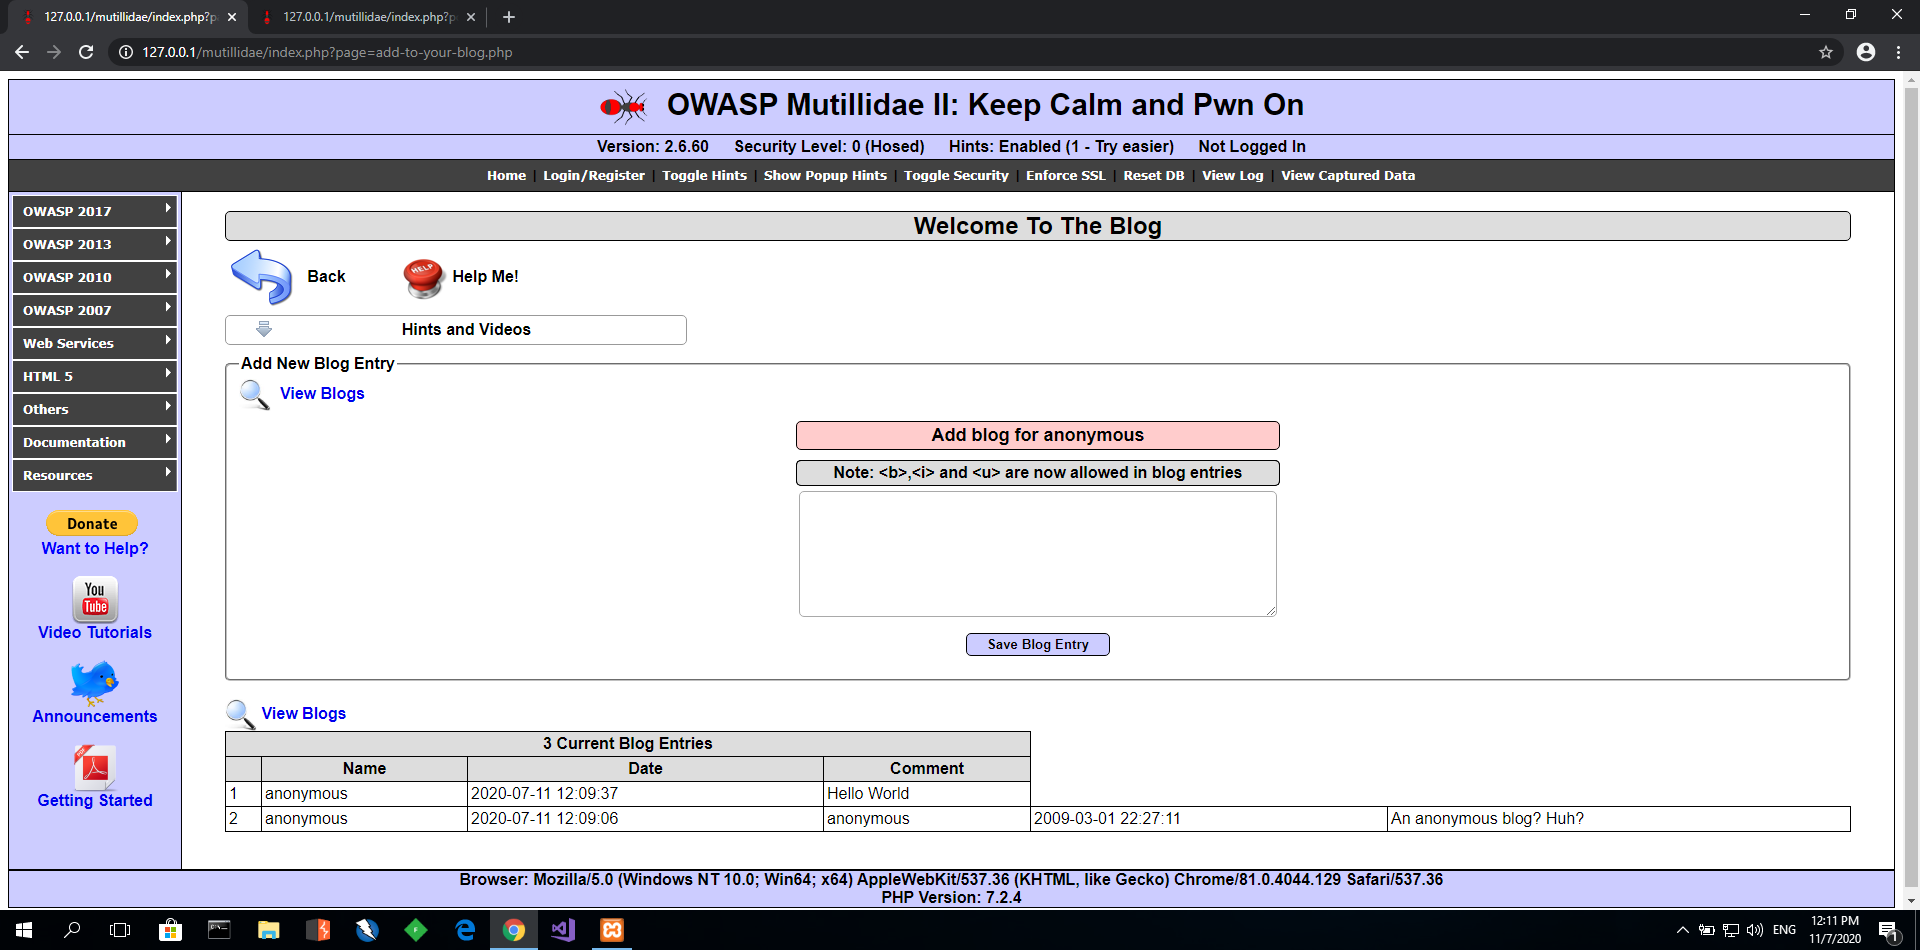 127.0.0.1/mutillidae/index.php?p
127.0.0.1/mutillidae/index.php?p
127.0.0.1/mutillidae/index.php?page=add-to-your-blog.php
OWASP Mutillidae II: Keep Calm and Pwn On
Version: 2.6.60 Security Level: 0 (Hosed) Hints: Enabled (1 - Try easier) Not Logged In
Home | Login/Register | Toggle Hints | Show Popup Hints | Toggle Security | Enforce SSL | Reset DB | View Log | View Captured Data
OWASP 2017
OWASP 2013
OWASP 2010
OWASP 2007
Web Services
HTML 5
Others
Documentation
Resources
Donate
Want to Help?
You
Tube
Video Tutorials
Announcements
PDF
Getting Started
Welcome To The Blog
Back
HELP
Help Me!
Hints and Videos
Add New Blog Entry
View Blogs
Add blog for anonymous
Note: <b>,<i> and <u> are now allowed in blog entries
Save Blog Entry
View Blogs
3 Current Blog Entries
Name Date Comment
1 anonymous 2020-07-11 12:09:37 Hello World
2 anonymous 2020-07-11 12:09:06 anonymous 2009-03-01 22:27:11 An anonymous blog? Huh?
Browser: Mozilla/5.0 (Windows NT 10.0; Win64; x64) AppleWebKit/537.36 (KHTML, like Gecko) Chrome/81.0.4044.129 Safari/537.36
PHP Version: 7.2.4
ENG
12:11 PM
11/7/2020
1